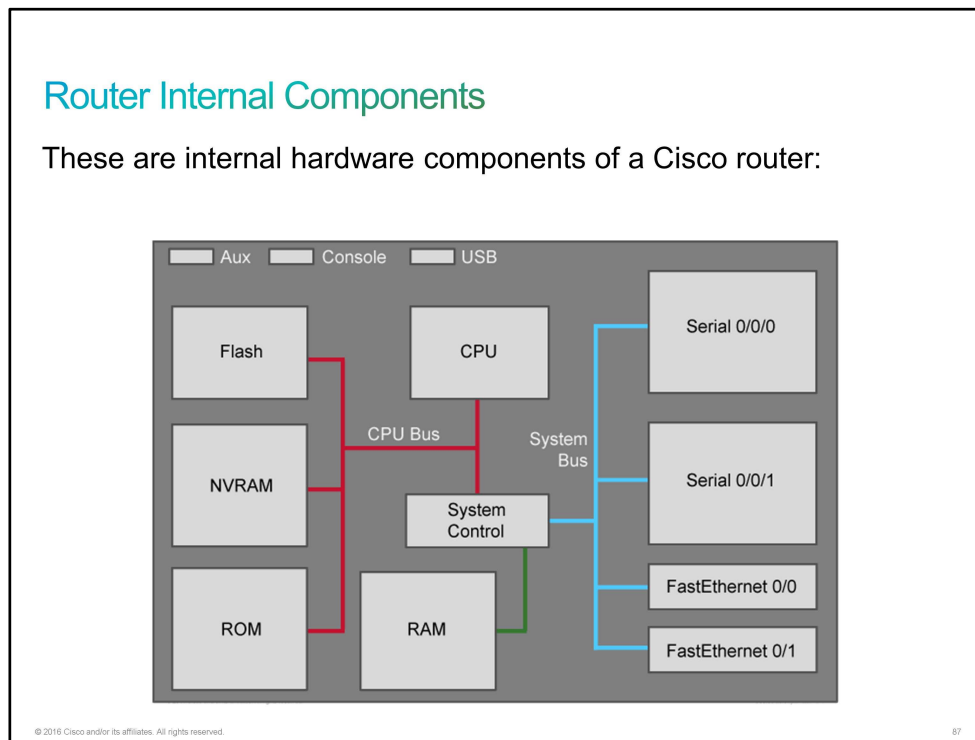 Router Internal Components
These are internal hardware components of a Cisco router:
Aux
Console
USB
Flash
CPU
Serial 0/0/0
CPU Bus
System
Bus
NVRAM
System
Control
Serial 0/0/1
ROM
RAM
FastEthernet 0/0
FastEthernet 0/1
© 2016 Cisco and/or its affiliates. All rights reserved.
87